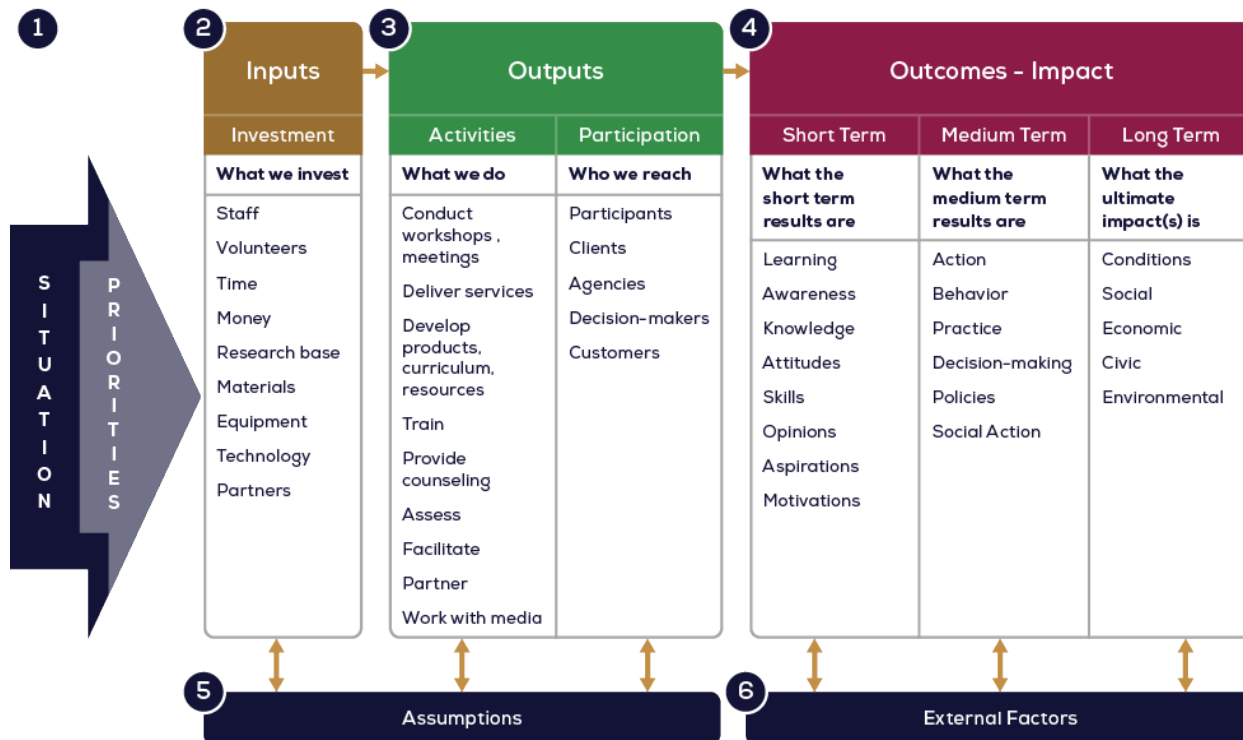 1
SITUATION
PRIORITIES
2
Inputs
Investment
What we invest
Staff
Volunteers
Time
Money
Research base
Materials
Equipment
Technology
Partners
3
Outputs
Activities
What we do
Conduct
workshops ,
meetings
Deliver services
Develop
products,
curriculum,
resources
Train
Provide
counseling
Assess
Facilitate
Partner
Work with media
Participation
Who we reach
Participants
Clients
Agencies
Decision-makers
Customers
4
Outcomes - Impact
Short Term
What the
short term
results are
Learning
Awareness
Knowledge
Attitudes
Skills
Opinions
Aspirations
Motivations
Medium Term
What the
medium term
results are
Action
Behavior
Practice
Decision-making
Policies
Social Action
Long Term
What the
ultimate
impact(s) is
Conditions
Social
Economic
Civic
Environmental
5
Assumptions
6
External Factors